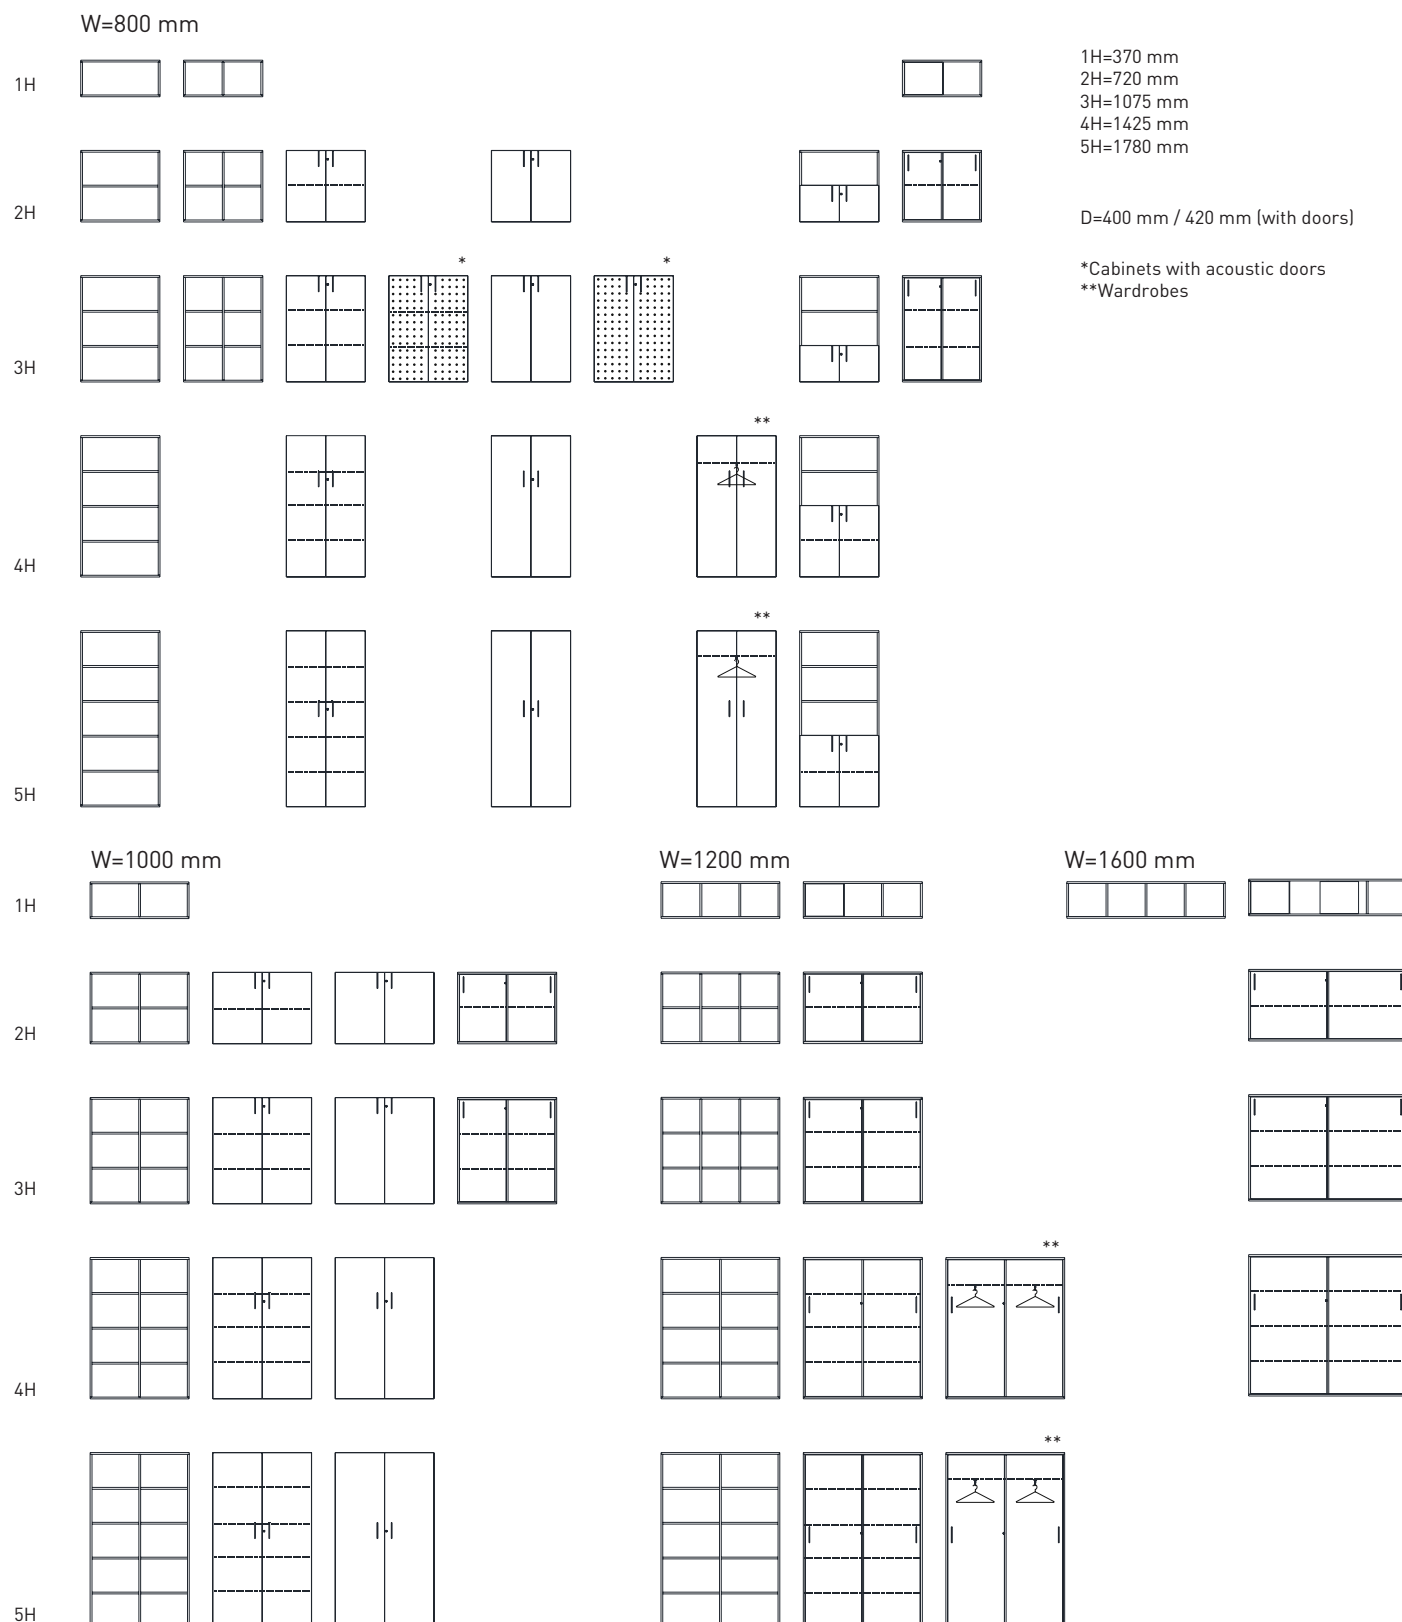 W=800 mm
1H
1H=370 mm
2H=720 mm
3H=1075 mm
4H=1425 mm
5H=1780 mm
2H
D=400 mm / 420 mm (with doors)
* *
*Cabinets with acoustic doors
**Wardrobes
3H
**
4H
**
5H
W=1000 mm W=1200 mm W=1600 mm
1H
2H
3H
**
4H
**
5H